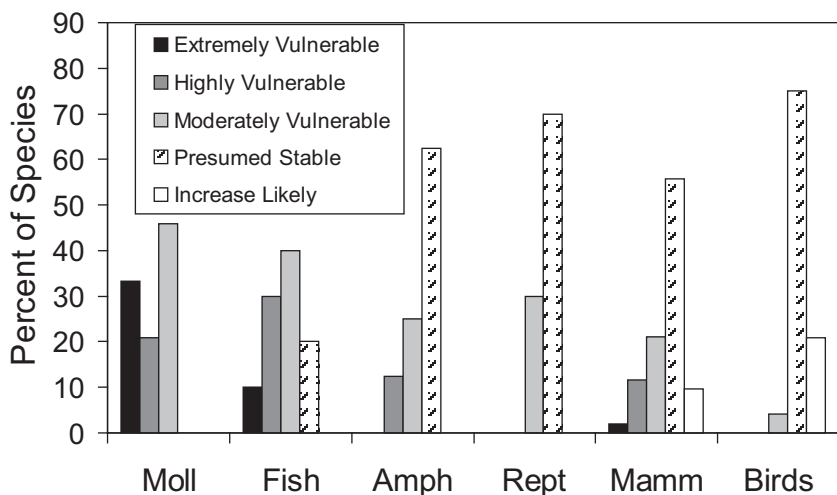 Percent of Species
90
80
70
60
50
40
30
20
10
0
Extremely Vulnerable
Highly Vulnerable
Moderately Vulnerable
Presumed Stable
Increase Likely
Moll Fish Amph Rept Mamm Birds